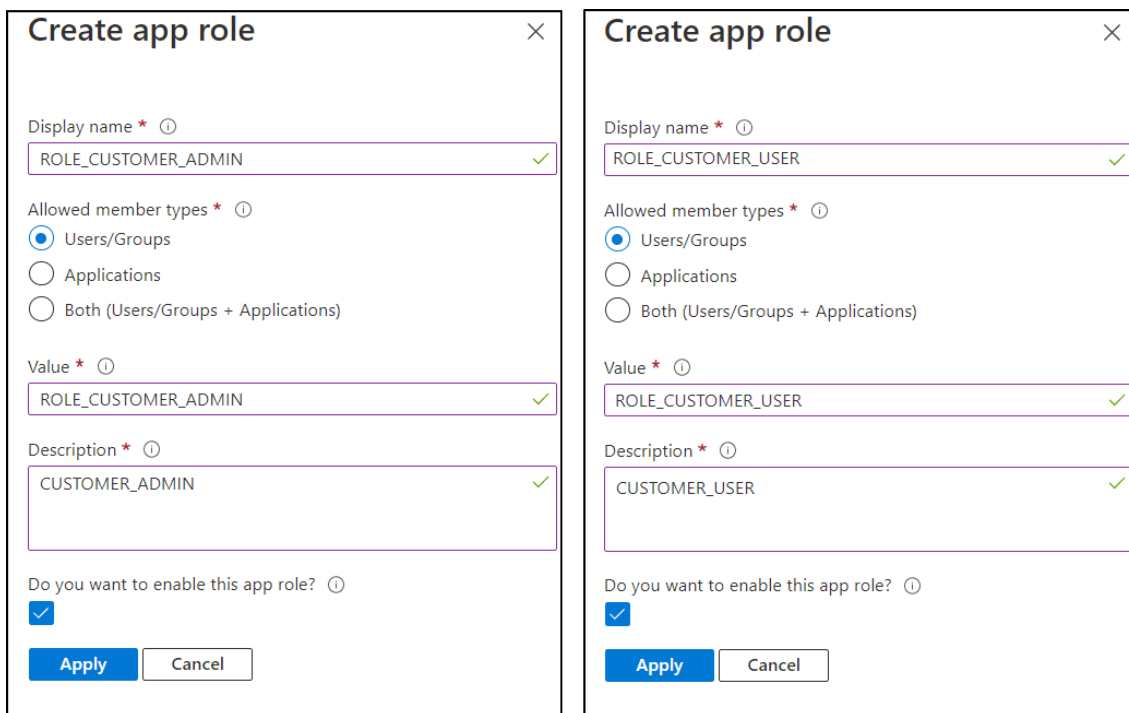 Create app role
Display name *
ROLE_CUSTOMER_ADMIN
Allowed member types *
Users/Groups
Applications
Both (Users/Groups + Applications)
Value *
ROLE_CUSTOMER_ADMIN
Description *
CUSTOMER_ADMIN
Do you want to enable this app role?
Apply
Cancel
Create app role
Display name *
ROLE_CUSTOMER_USER
Allowed member types *
Users/Groups
Applications
Both (Users/Groups + Applications)
Value *
ROLE_CUSTOMER_USER
Description *
CUSTOMER_USER
Do you want to enable this app role?
Apply
Cancel